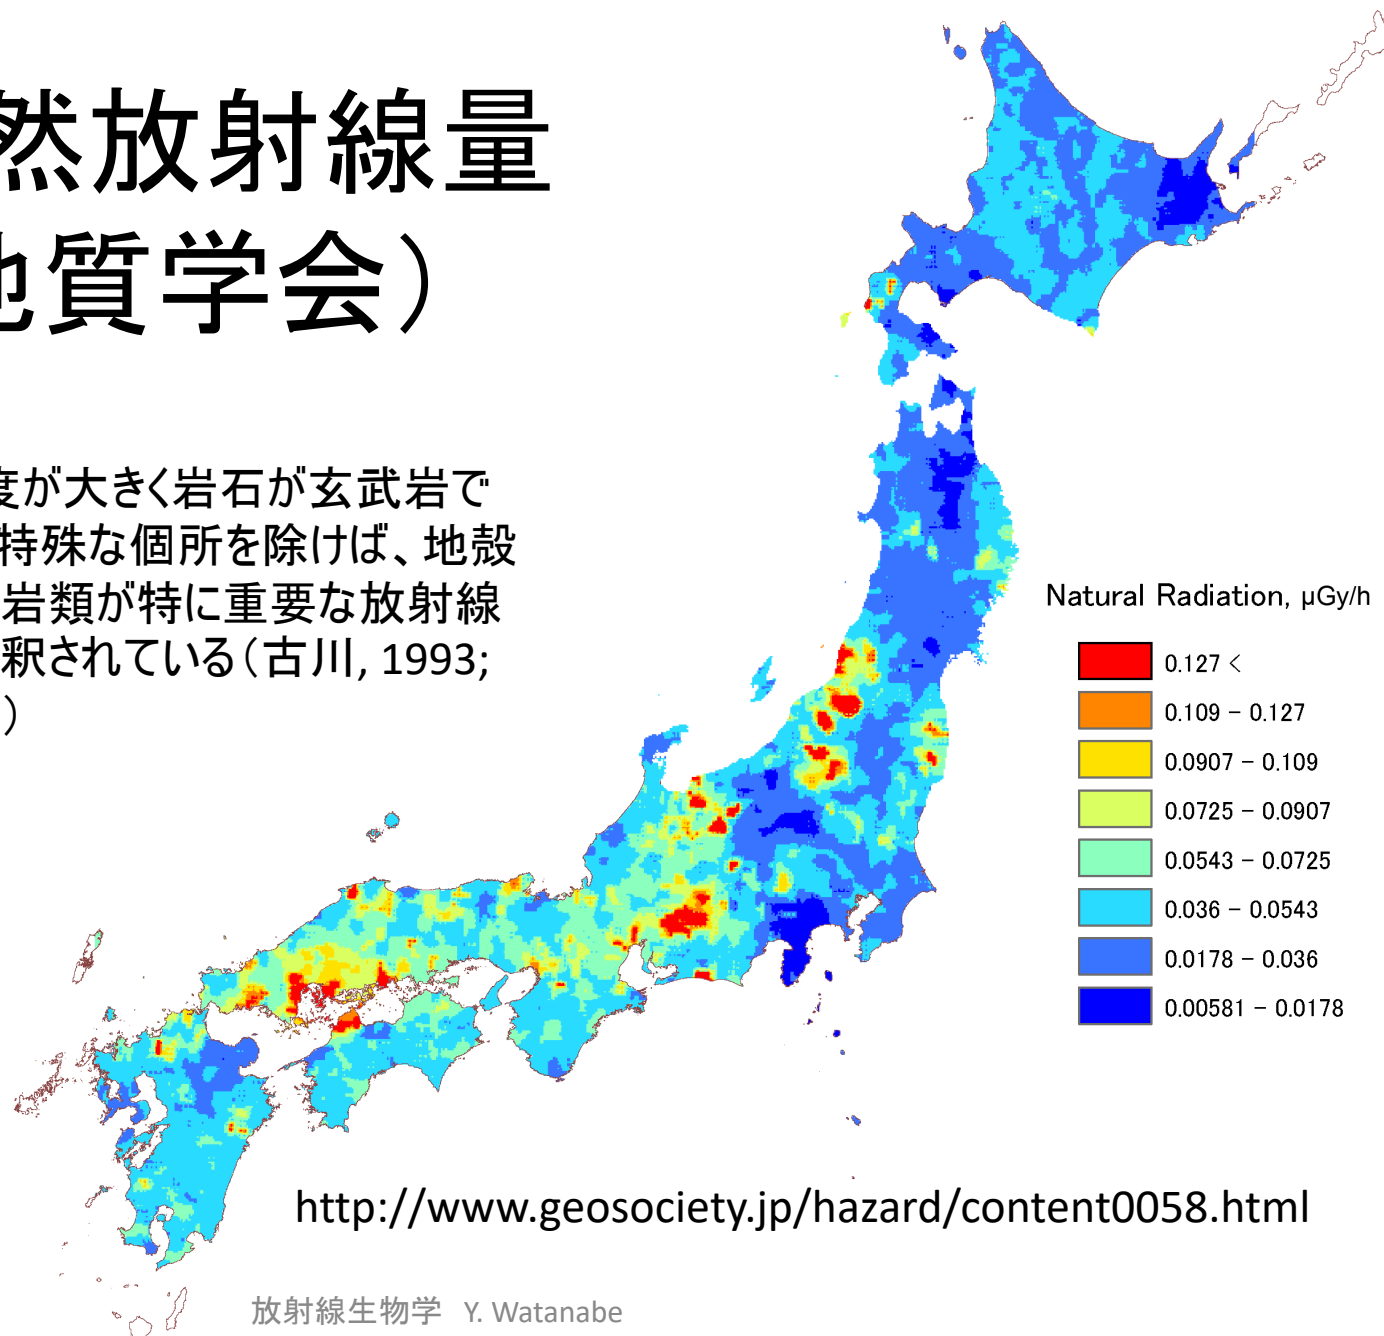 然放射線量
地質学会）
度が大きく岩石が玄武岩で
特殊な個所を除けば、地殻
岩類が特に重要な放射線
釈されている（古川, 1993;
）
Natural Radiation, μGy/h
0.127 <
0.109 – 0.127
0.0907 – 0.109
0.0725 – 0.0907
0.0543 – 0.0725
0.036 – 0.0543
0.0178 – 0.036
0.00581 – 0.0178
http://www.geosociety.jp/hazard/content0058.html
放射線生物学 Y. Watanabe